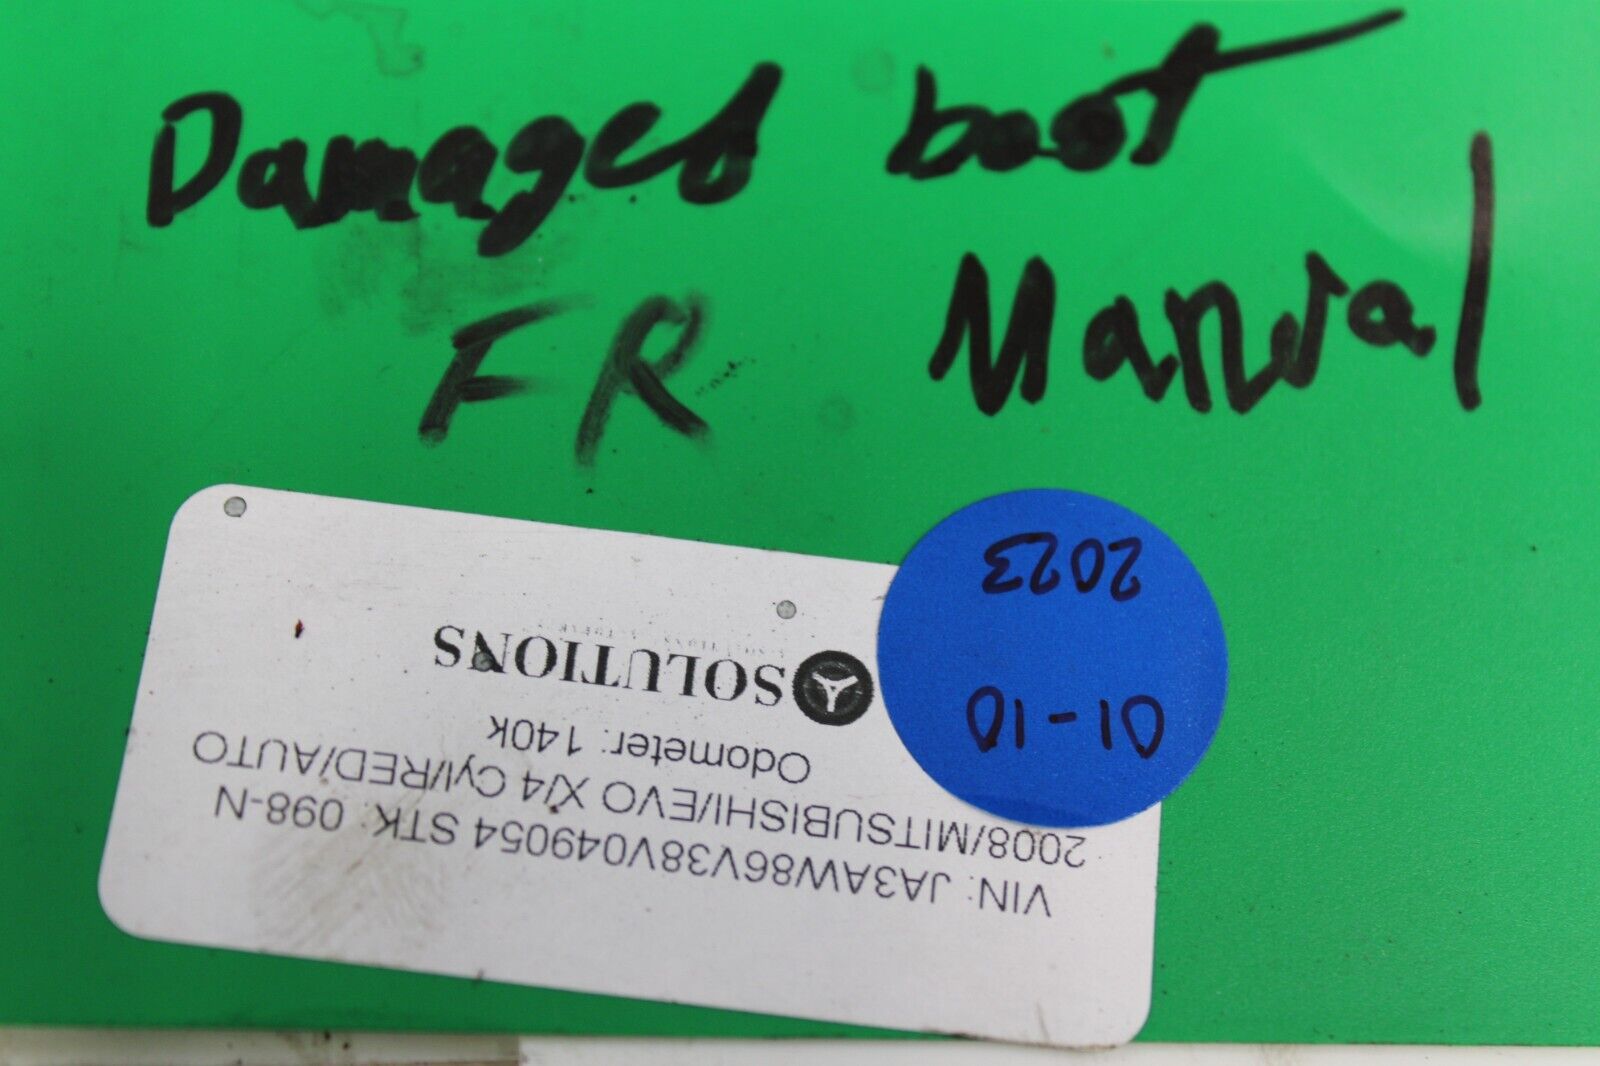 Damaged boot
FR Manual
2023
01-10
SOLUTIONS
Odometer: 140k
2008/MITSUBISHI/EVO X/4 Cyl/RED/AUTO
VIN: JA3AW86V38V049054 STK: 098-N